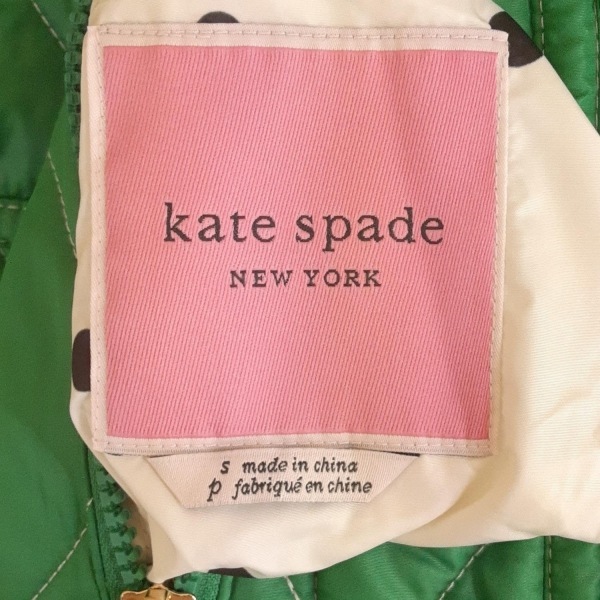 kate spade
NEW YORK
s made in china
p fabriqué en chine